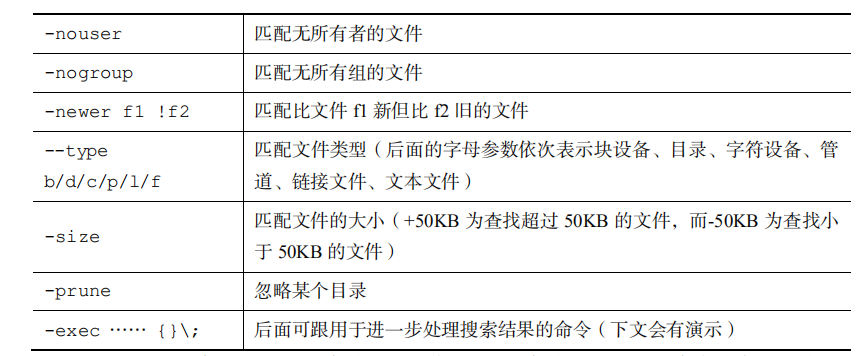 -nouser 匹配无所有者的文件
-nogroup 匹配无所有组的文件
-newer f1 !f2 匹配比文件 f1 新但比 f2 旧的文件
--type
b/d/c/p/l/f
匹配文件类型（后面的字母参数依次表示块设备、目录、字符设备、管
道、链接文件、文本文件）
-size
匹配文件的大小（+50KB 为查找超过 50KB 的文件，而-50KB 为查找小
于 50KB 的文件）
-prune 忽略某个目录
-exec …… {}\; 后面可跟用于进一步处理搜索结果的命令（下文会有演示）